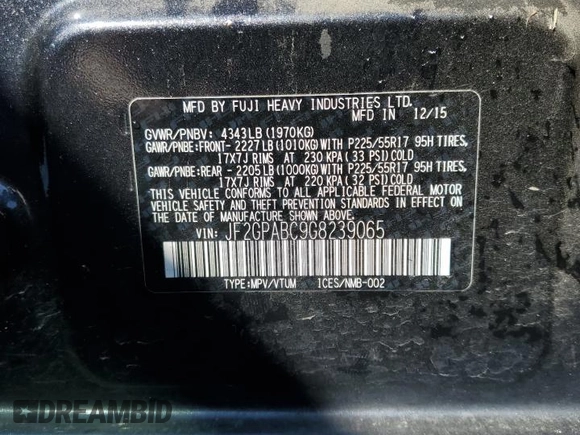 MFD BY FUJI HEAVY INDUSTRIES LTD.
MFD IN 12/15
GVWR/PNBV: 4343LB(1970KG)
GAWR/PNBE:FRONT- 2227LB(1010KG)WITH P225/55R17 95H TIRES,
17X7J RIMS AT 230 KPA(33 PSI)COLD
GAWR/PNBE:REAR - 2205LB(1000KG)WITH P225/55R17 95H TIRES,
17X7J RIMS AT 220 KPA(32 PSI)COLD
THIS VEHICLE CONFORMS TO ALL APPLICABLE FEDERAL MOTOR
VEHICLE SAFETY AND THEFT PREVENTION STANDARDS IN EFFECT ON
THE DATE OF MANUFACTURE SHOWN ABOVE.
VIN: JF2GPABC9G8239065
TYPE:MPV/VTUM ICES/NMB-002
DREAMBID